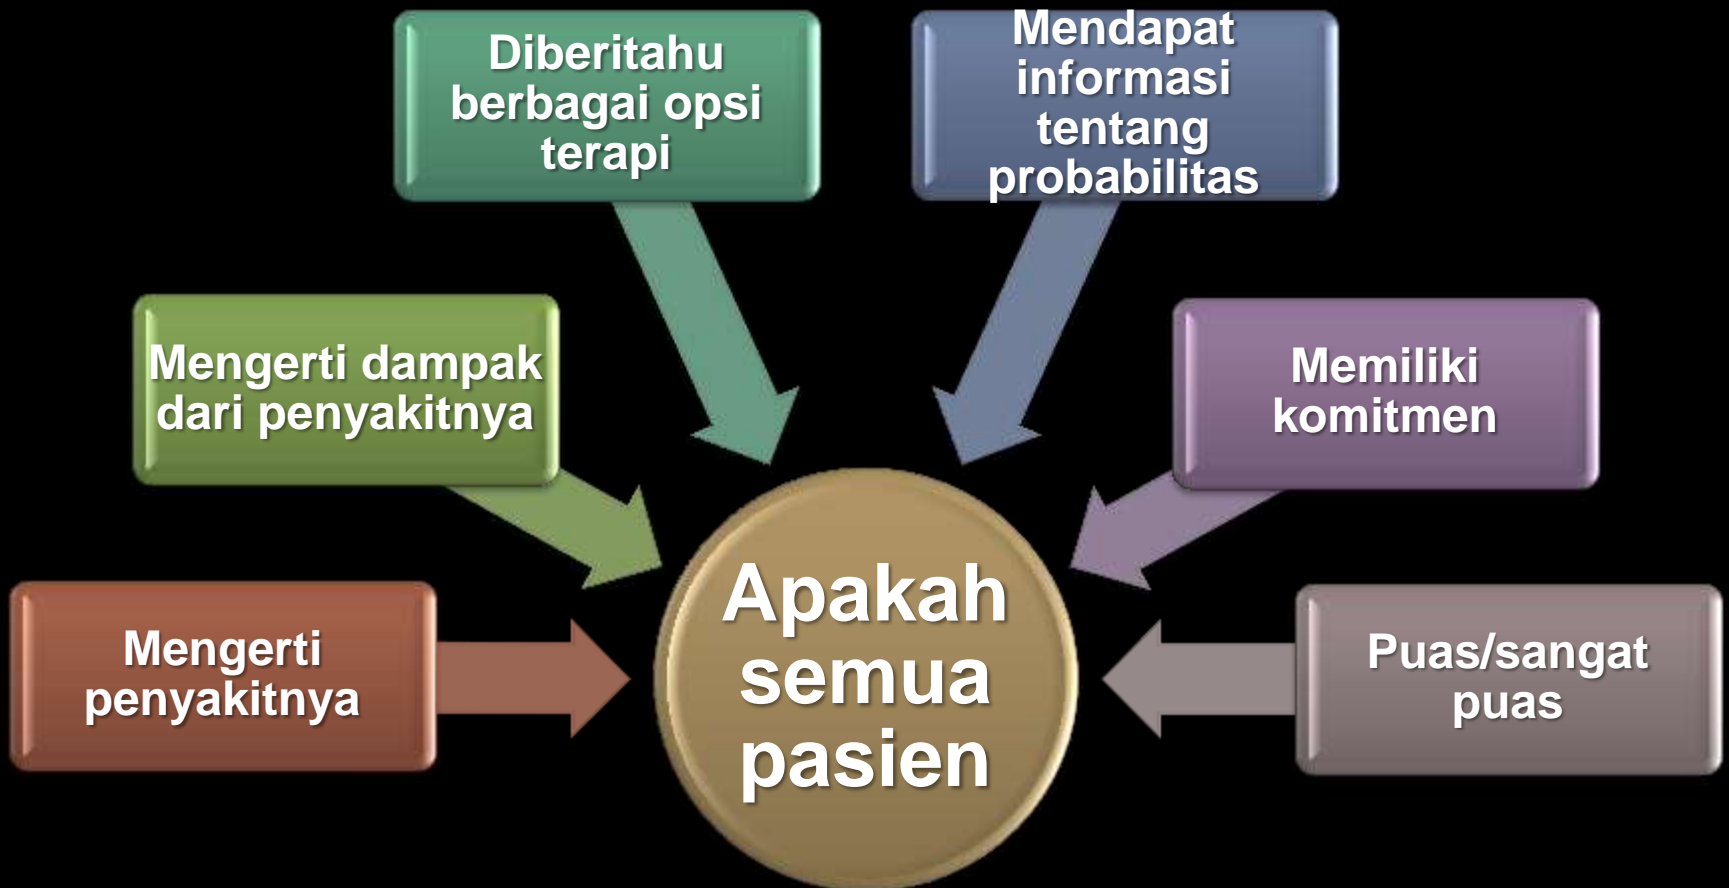 Diberitahu
berbagai opsi
terapi
Mendapat
informasi
tentang
probabilitas
Mengerti dampak
dari penyakitnya
Memiliki
komitmen
Mengerti
penyakitnya
Apakah
semua
pasien
Puas/sangat
puas